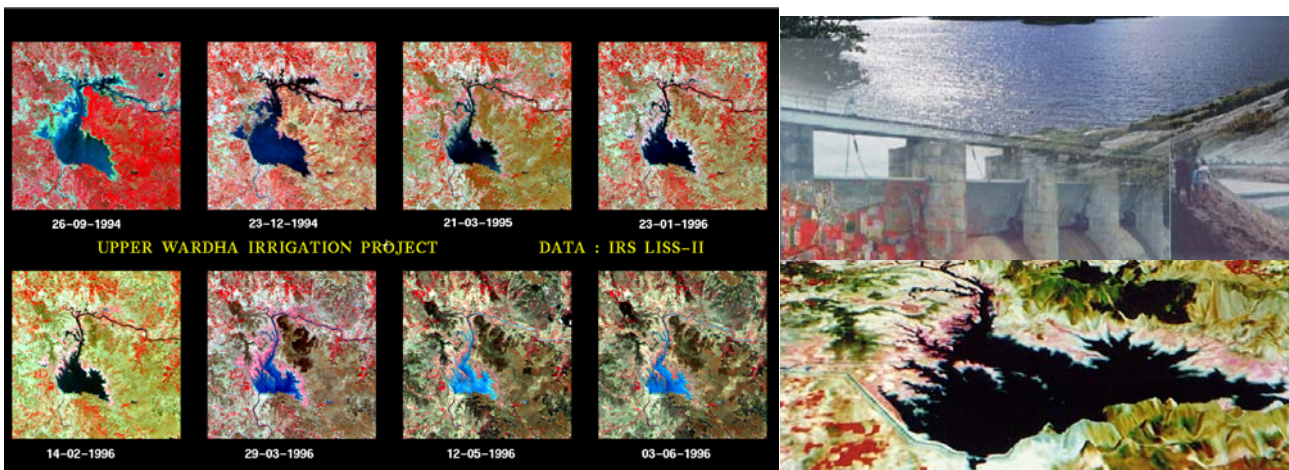 26-09-1994 23-12-1994 21-03-1995 23-01-1996
UPPER WARDHA IRRIGATION PROJECT DATA : IRS LISS-II
14-02-1996 29-03-1996 12-05-1996 03-06-1996